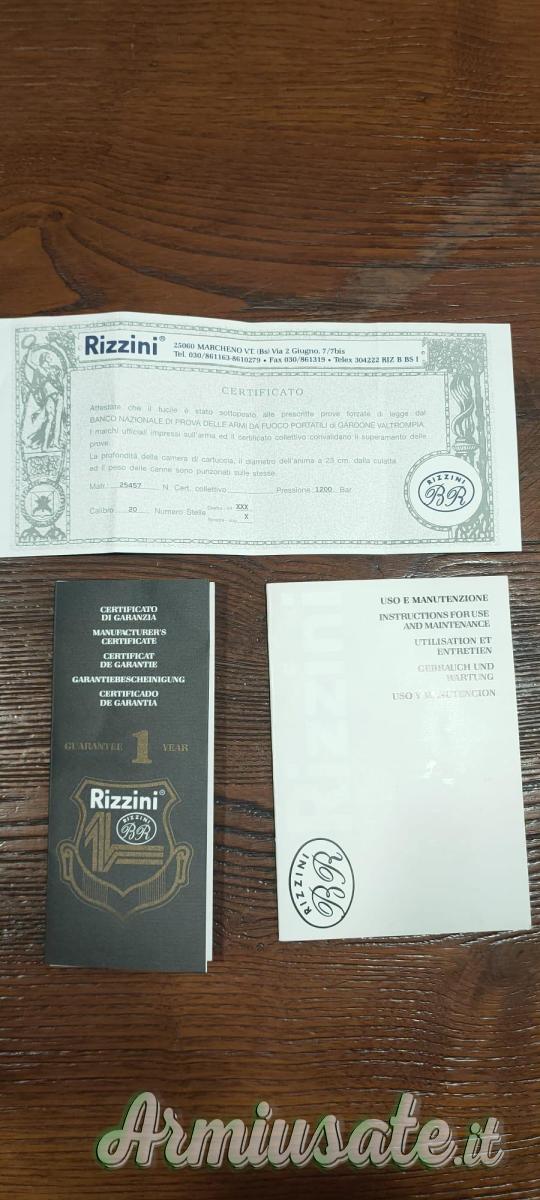 Rizzini®
25060 MARCHENO V.T. (Bs) Via 2 Giugno, 7/7bis
Tel. 030/861163-8610279 • Fax 030/861319 • Telex 304222 RIZ B BS I
CERTIFICATO
Attestate che il fucile è stato sottoposto, alle prescritte prove forzate di legge dal
BANCO NAZIONALE DI PROVA DELLE ARMI DA FUOCO PORTATILI di GARDONE VALTROMPIA.
I marchi ufficiali impressi sull'arma ed il certificato collettivo convalidano il superamento delle
prove.
La profondità della camera di cartuccia, il diametro dell'anima a 23 cm. dalla culatta
ed il peso delle canne sono punzonati sulle stesse.
Matr. 25457 N. Cert. collettivo Pressione 1200 Bar
Calibro 20 Numero Stelle XXX
X
RIZZINI
BR
CERTIFICATO
DI GARANZIA
MANUFACTURER'S
CERTIFICATE
CERTIFICAT
DE GARANTIE
GARANTIEBESCHEINIGUNG
CERTIFICADO
DE GARANTIA
GUARANTEE 1 YEAR
Rizzini®
RIZZINI
BR
USO E MANUTENZIONE
INSTRUCTIONS FOR USE
AND MAINTENANCE
UTILISATION ET
ENTRETIEN
GEBRAUCH UND
WARTUNG
USO Y MANUTENCION
Rizzini
RIZZINI
BR
Armiusate.it